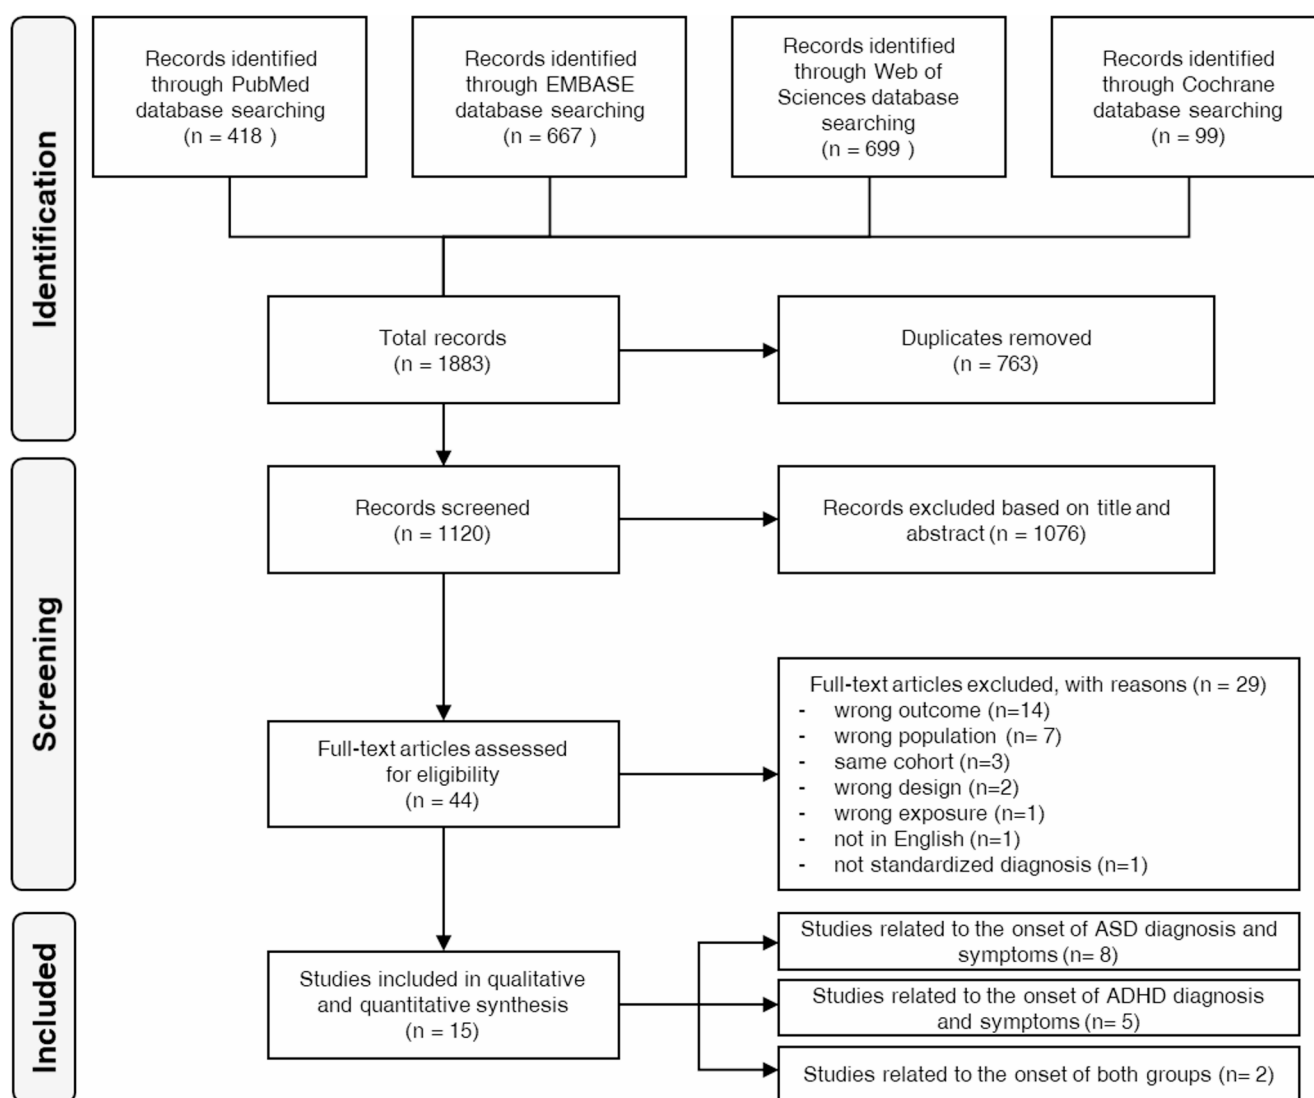 Identification
Records identified
through PubMed
database searching
(n = 418 )
Records identified
through EMBASE
database searching
(n = 667 )
Records identified
through Web of
Sciences database
searching
(n = 699 )
Records identified
through Cochrane
database searching
(n = 99)
Total records
(n = 1883)
Duplicates removed
(n = 763)
Screening
Records screened
(n = 1120)
Records excluded based on title and
abstract (n = 1076)
Full-text articles assessed
for eligibility
(n = 44)
Full-text articles excluded, with reasons (n = 29)
- wrong outcome (n=14)
- wrong population (n= 7)
- same cohort (n=3)
- wrong design (n=2)
- wrong exposure (n=1)
- not in English (n=1)
- not standardized diagnosis (n=1)
Included
Studies included in qualitative
and quantitative synthesis
(n = 15)
Studies related to the onset of ASD diagnosis and
symptoms (n= 8)
Studies related to the onset of ADHD diagnosis
and symptoms (n= 5)
Studies related to the onset of both groups (n= 2)